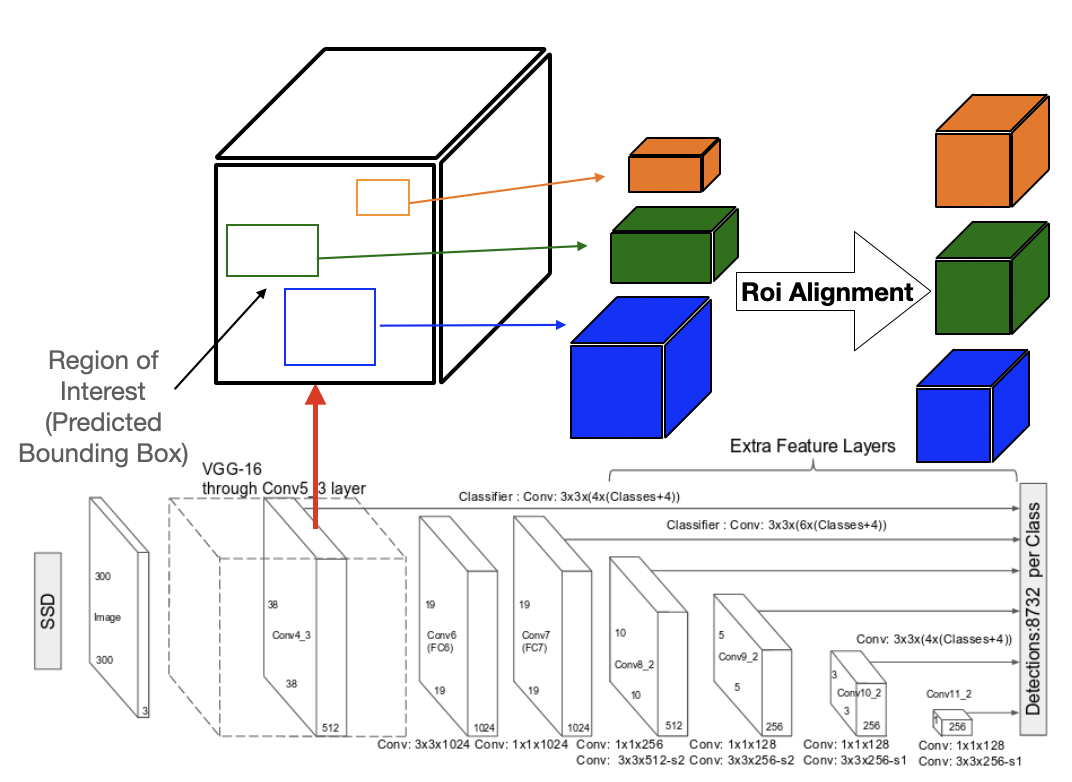 Roi Alignment
Region of
Interest
(Predicted
Bounding Box)
Extra Feature Layers
VGG-16
through Conv5_3 layer
Classifier : Conv: 3x3x(4x(Classes+4))
Classifier : Conv: 3x3x(6x(Classes+4))
SSD
300
Image
300
3
38
Conv4_3
38
512
19
Conv6
(FC6)
19
1024
19
Conv7
(FC7)
19
1024
10
Conv8_2
10
512
5
Conv9_2
5
256
Conv: 3x3x(4x(Classes+4))
3
Conv10_2
3
256
Conv11_2
1
256
Detections:8732 per Class
Conv: 3x3x1024
Conv: 1x1x1024
Conv: 1x1x256
Conv: 3x3x512-s2
Conv: 1x1x128
Conv: 3x3x256-s2
Conv: 1x1x128
Conv: 3x3x256-s1
Conv: 1x1x128
Conv: 3x3x256-s1